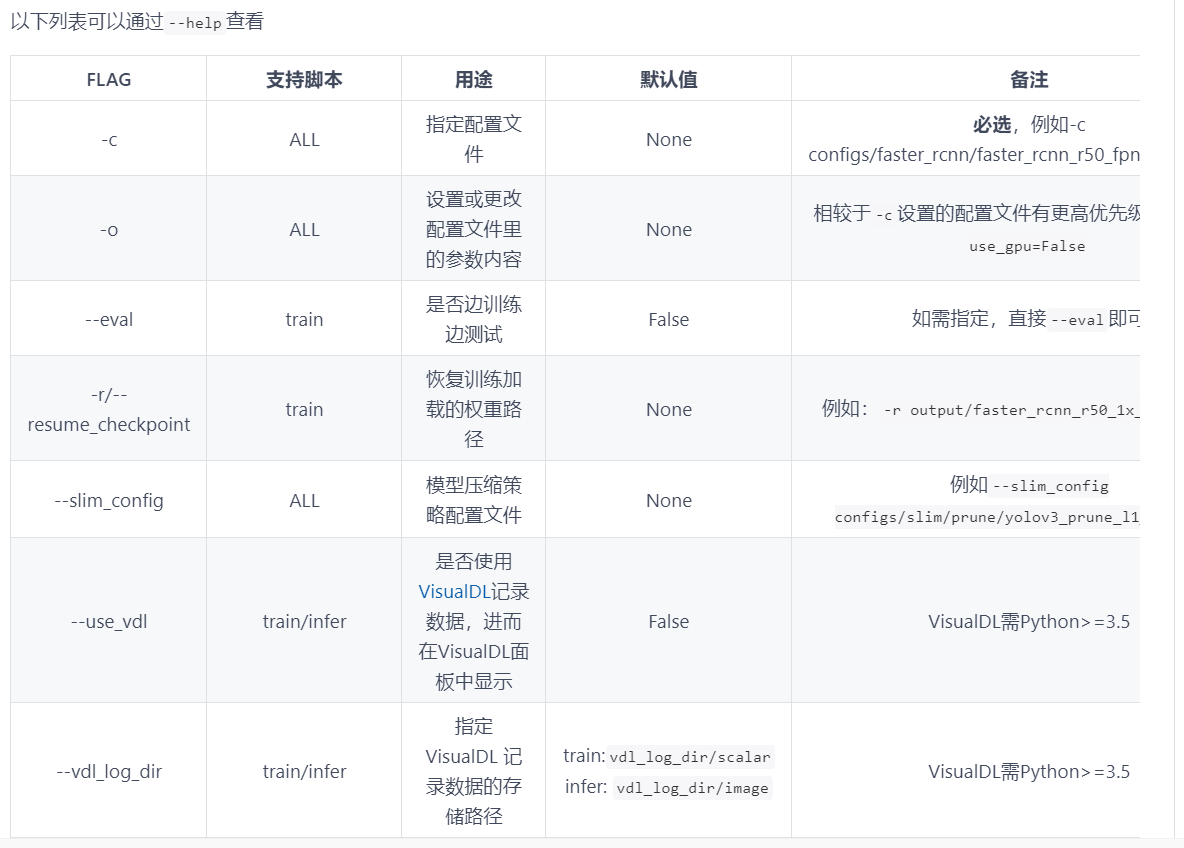 以下列表可以通过 --help 查看
FLAG 支持脚本 用途 默认值 备注
-c ALL 指定配置文件 None 必选，例如-c configs/faster_rcnn/faster_rcnn_r50_fpn
-o ALL 设置或更改配置文件里的参数内容 None 相较于 -c 设置的配置文件有更高优先级 use_gpu=False
--eval train 是否边训练边测试 False 如需指定，直接 --eval 即可
-r/--resume_checkpoint train 恢复训练加载的权重路径 None 例如： -r output/faster_rcnn_r50_1x_
--slim_config ALL 模型压缩策略配置文件 None 例如 --slim_config configs/slim/prune/yolov3_prune_l1_
--use_vdl train/infer 是否使用VisualDL记录数据，进而在VisualDL面板中显示 False VisualDL需Python>=3.5
--vdl_log_dir train/infer 指定 VisualDL 记录数据的存储路径 train: vdl_log_dir/scalar infer: vdl_log_dir/image VisualDL需Python>=3.5